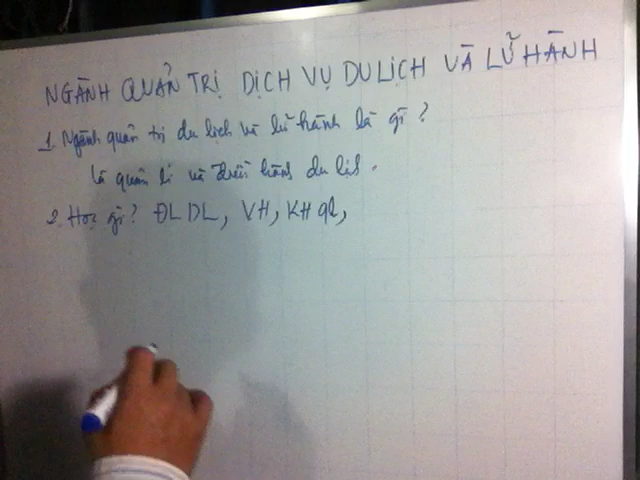 NGÀNH QUẢN TRỊ DỊCH VỤ DU LỊCH VÀ LỮ HÀNH
1. Ngành quản trị du lịch và lữ hành là gì?
là quản lí và điều hành du lịch.
2. Học gì? ĐLDL, VH, KHQL,